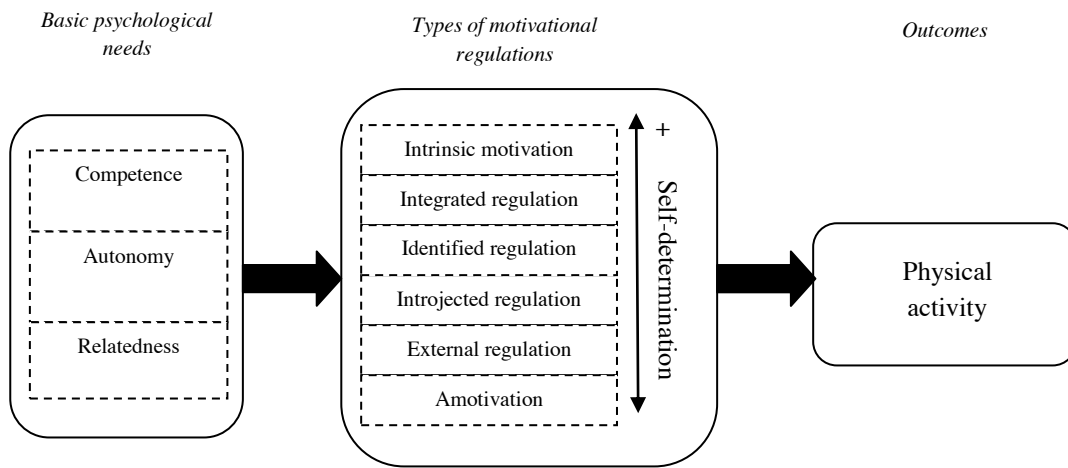 Basic psychological
needs
Types of motivational
regulations
Outcomes
Competence
Autonomy
Relatedness
Intrinsic motivation
Integrated regulation
Identified regulation
Introjected regulation
External regulation
Amotivation
+
Self-determination
Physical
activity